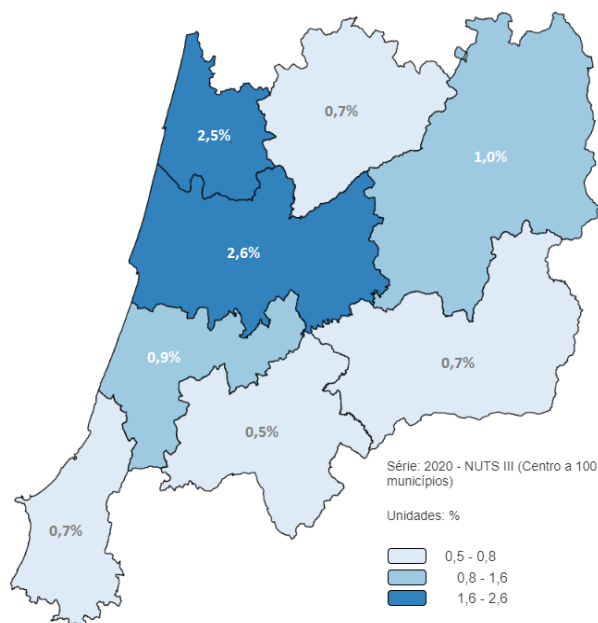 0,7%
2,5%
1,0%
2,6%
0,9%
0,7%
0,5%
0,7%
Série: 2020 - NUTS III (Centro a 100
municípios)
Unidades: %
0,5 - 0,8
0,8 - 1,6
1,6 - 2,6